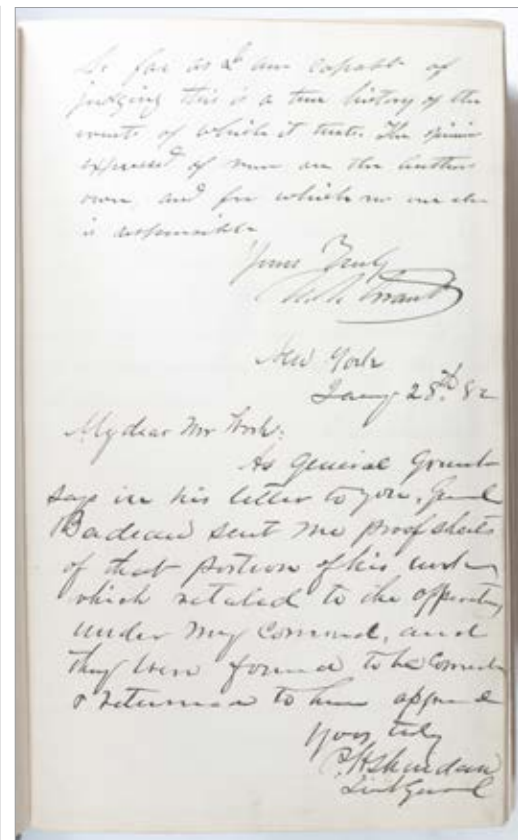 So far as I am capable of
judging this is a true history of the
events of which it treats. The opinions
expressed of men are the authors
own, and for which no one else
is responsible.
Yours Truly
U. S. Grant
New York
Jany 28th 82
My dear Mr Work:
As General Grant
says in his letter to you, Genl
Badeau sent me proof sheets
of that portion of his work
which related to the operations
under my command, and
they were found to be correct
& returned to him approved
Yours truly
P. H. Sheridan
Lieut General